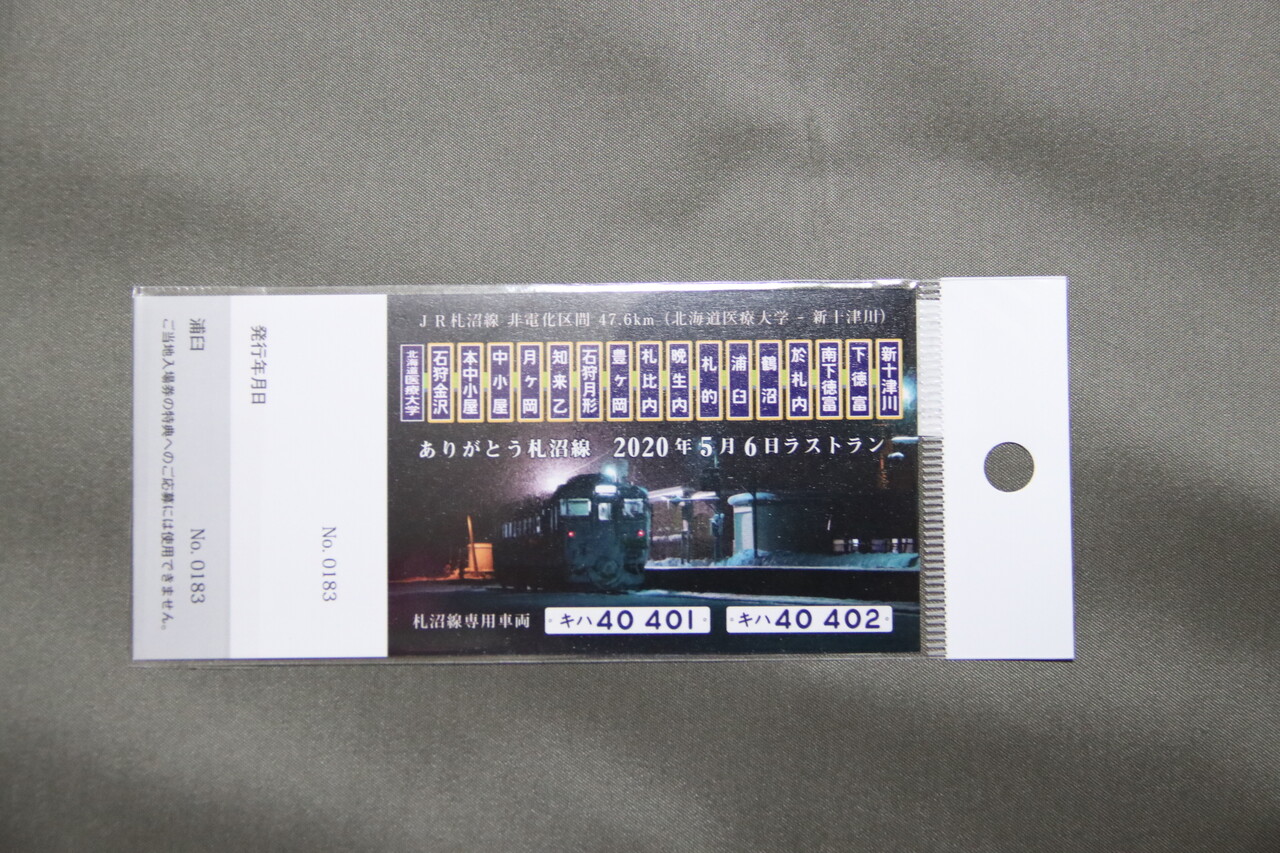 JR札沼線 非電化区間 47.6km（北海道医療大学 - 新十津川）
北海道医療大学
石狩金沢
本中小屋
中小屋
月ヶ岡
知来乙
石狩月形
豊ヶ岡
札比内
晩生内
札的
浦臼
鶴沼
於札内
南下徳富
下徳富
新十津川
ありがとう札沼線 2020年5月6日ラストラン
札沼線専用車両 キハ40 401 キハ40 402
No. 0183
発行年月日
浦臼 No. 0183
ご当地入場券の特典へのご応募には使用できません。